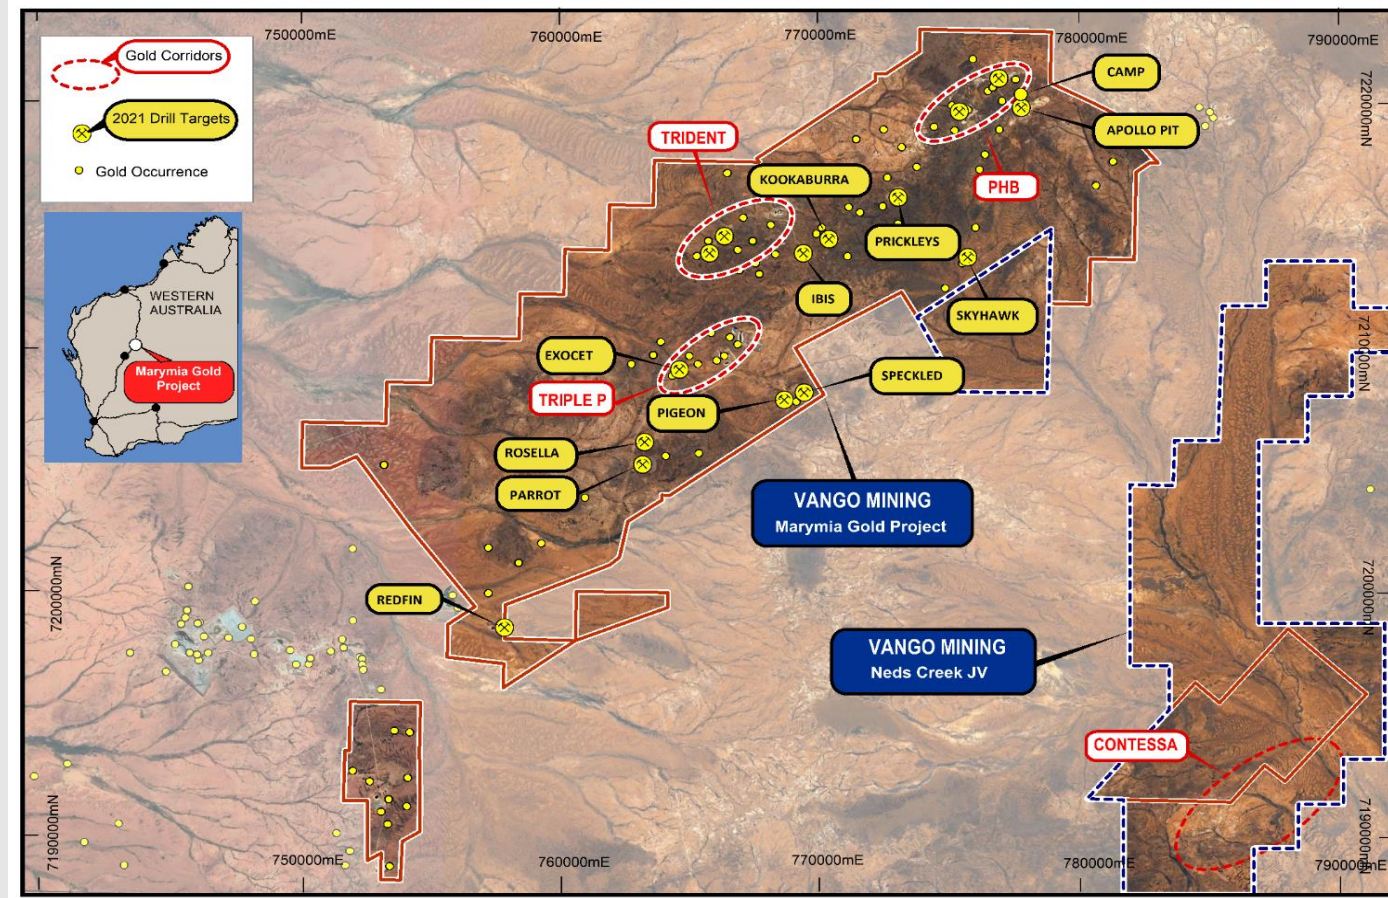 750000mE
760000mE
770000mE
780000mE
790000mE
Gold Corridors
2021 Drill Targets
Gold Occurrence
WESTERN
AUSTRALIA
Marymia Gold
Project
CAMP
7220000mN
APOLLO PIT
TRIDENT
KOOKABURRA
PHB
PRICKLEYS
IBIS
SKYHAWK
7210000mN
EXOCET
SPECKLED
TRIPLE P
PIGEON
ROSELLA
PARROT
VANGO MINING
Marymia Gold Project
7200000mN
7200000mN
REDFIN
VANGO MINING
Neds Creek JV
CONTESSA
7190000mN
7190000mN
750000mE
760000mE
770000mE
780000mE
790000mE